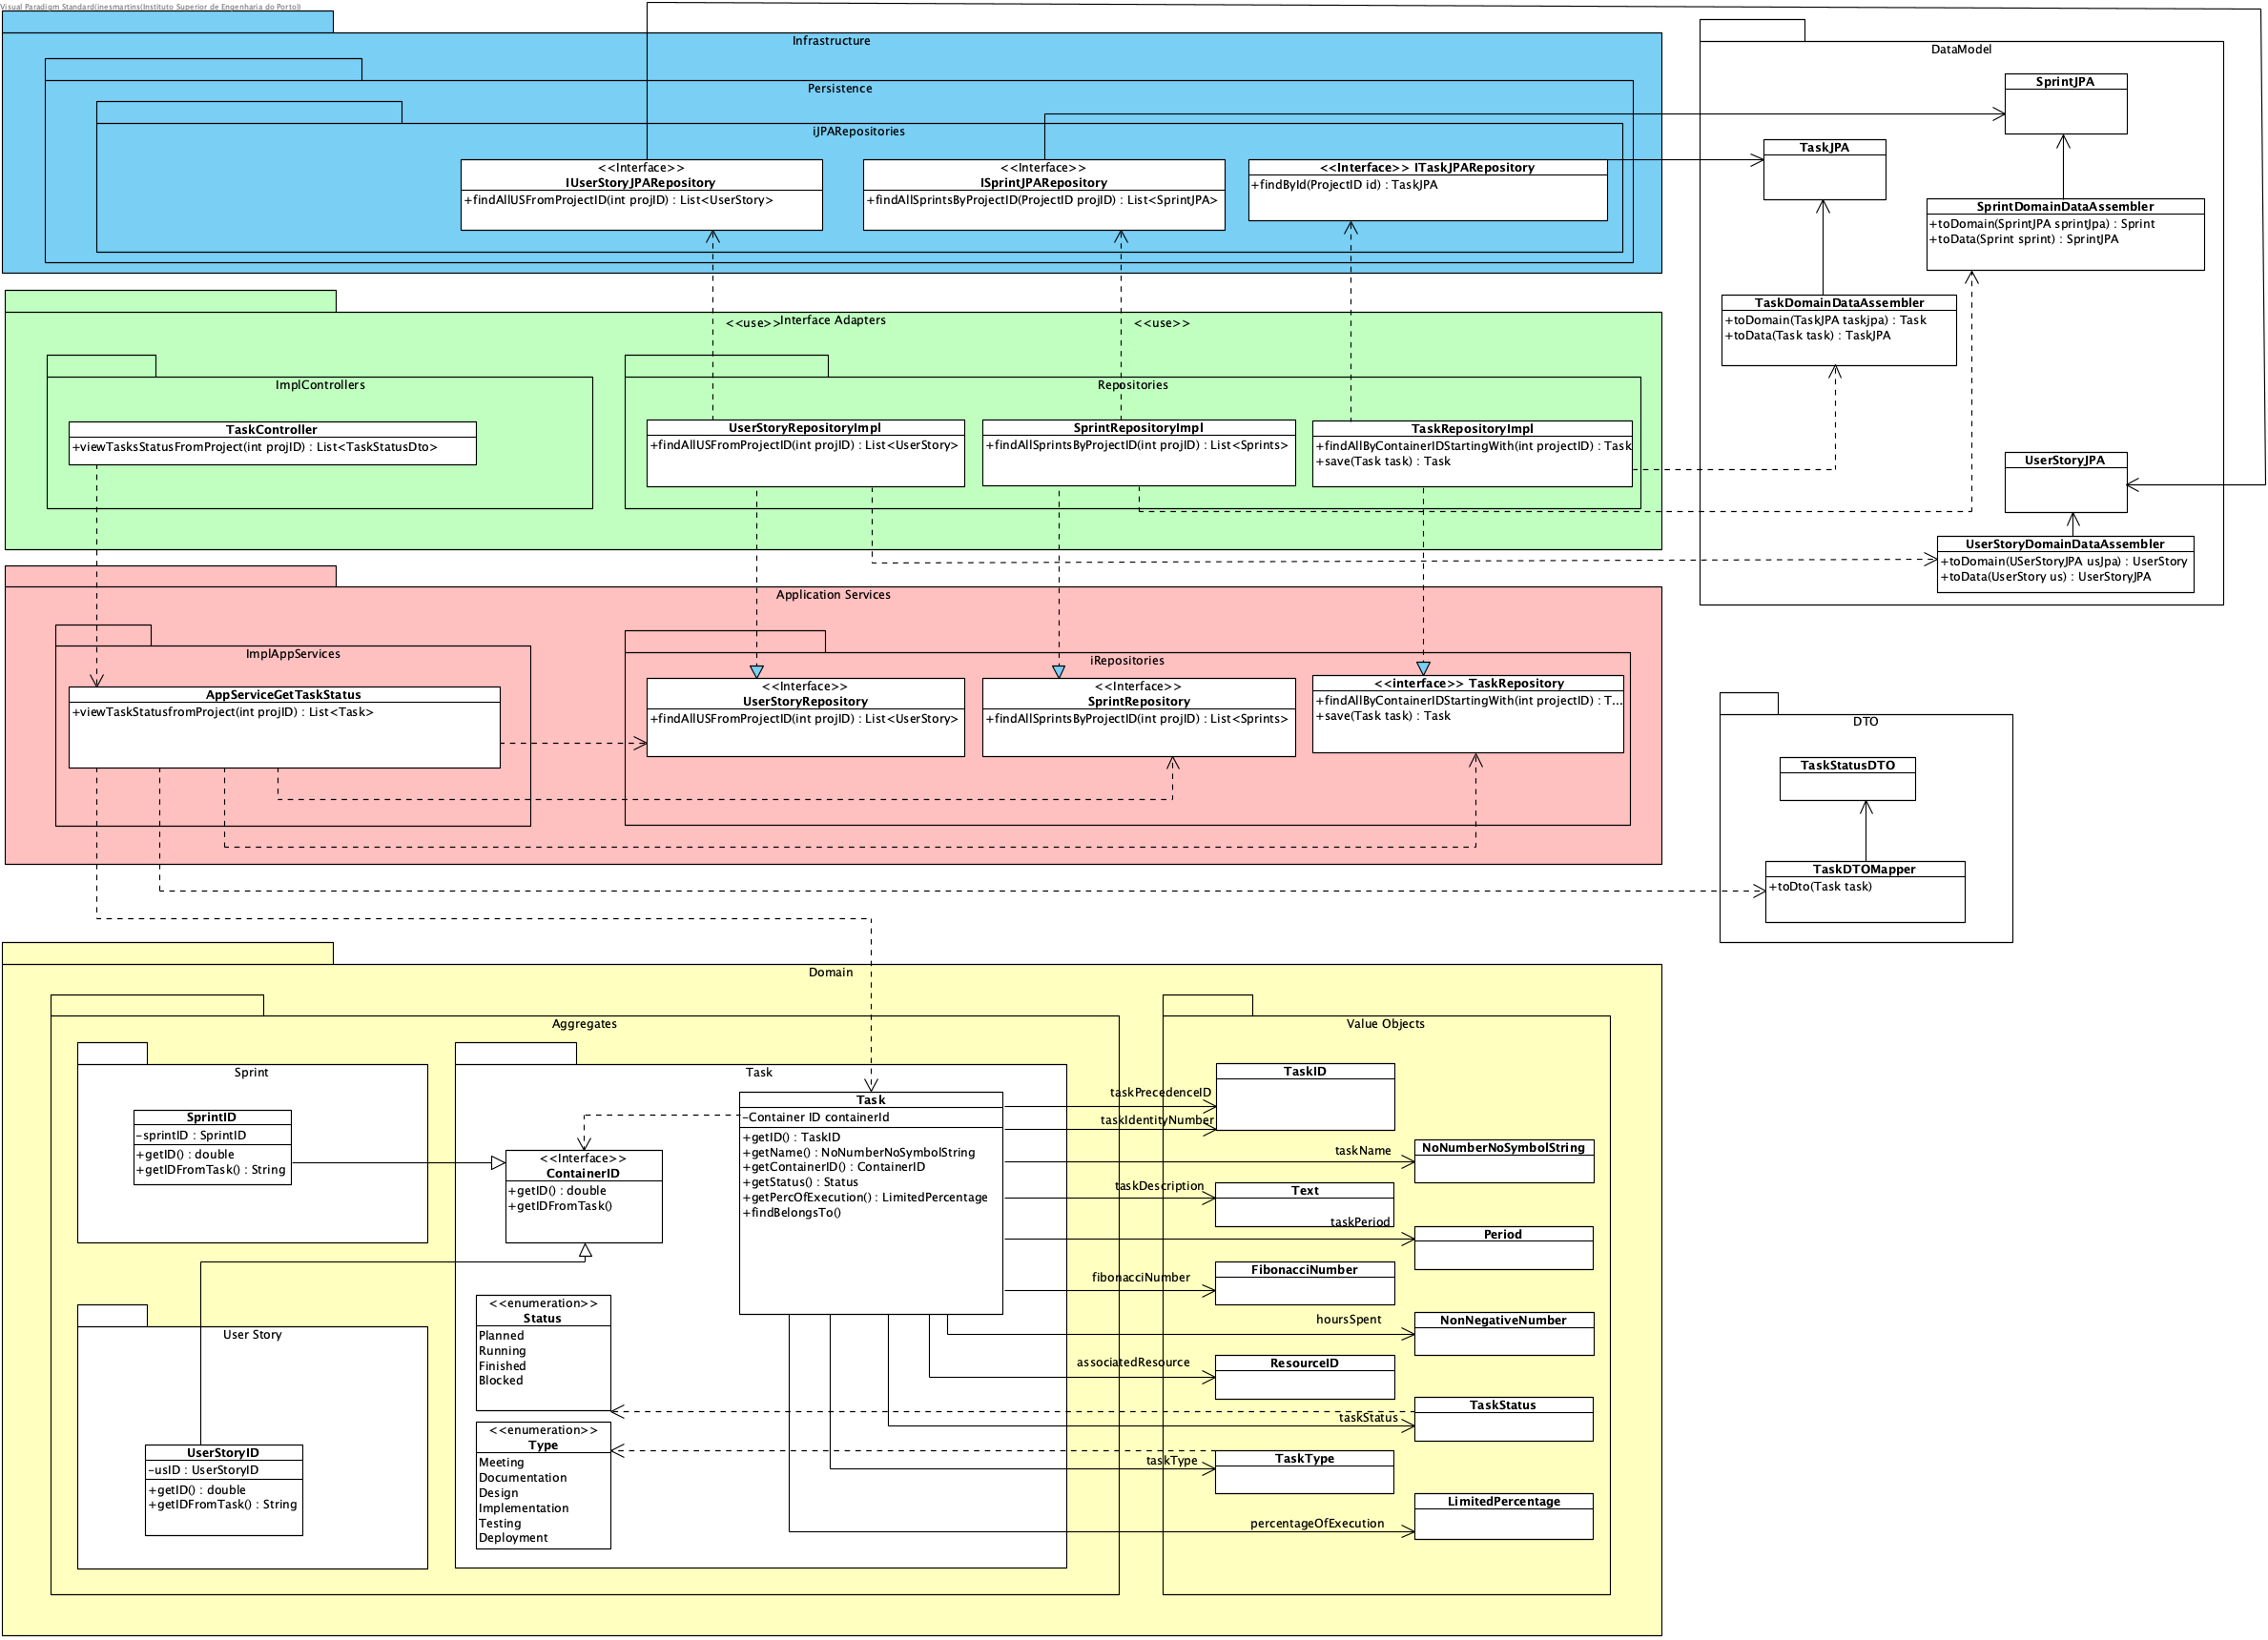 Visual Paradigm Standard(inesmartins(Instituto Superior de Engenharia do Porto))
Infrastructure
Persistence
iJPARepositories
<<Interface>>
IUserStoryJPARepository
+findAllUSFromProjectID(int projID) : List<UserStory>
<<Interface>>
ISprintJPARepository
+findAllSprintsByProjectID(ProjectID projID) : List<SprintJPA>
<<Interface>> ITaskJPARepository
+findById(ProjectID id) : TaskJPA
DataModel
SprintJPA
TaskJPA
SprintDomainDataAssembler
+toDomain(SprintJPA sprintJpa) : Sprint
+toData(Sprint sprint) : SprintJPA
TaskDomainDataAssembler
+toDomain(TaskJPA taskjpa) : Task
+toData(Task task) : TaskJPA
UserStoryJPA
UserStoryDomainDataAssembler
+toDomain(USerStoryJPA usJpa) : UserStory
+toData(UserStory us) : UserStoryJPA
Interface Adapters
<<use>>
<<use>>
ImplControllers
TaskController
+viewTasksStatusFromProject(int projID) : List<TaskStatusDto>
Repositories
UserStoryRepositoryImpl
+findAllUSFromProjectID(int projID) : List<UserStory>
SprintRepositoryImpl
+findAllSprintsByProjectID(int projID) : List<Sprints>
TaskRepositoryImpl
+findAllByContainerIDStartingWith(int projectID) : Task
+save(Task task) : Task
Application Services
ImplAppServices
AppServiceGetTaskStatus
+viewTaskStatusfromProject(int projID) : List<Task>
iRepositories
<<Interface>>
UserStoryRepository
+findAllUSFromProjectID(int projID) : List<UserStory>
<<Interface>>
SprintRepository
+findAllSprintsByProjectID(int projID) : List<Sprints>
<<interface>> TaskRepository
+findAllByContainerIDStartingWith(int projectID) : T...
+save(Task task) : Task
DTO
TaskStatusDTO
TaskDTOMapper
+toDto(Task task)
Domain
Aggregates
Sprint
SprintID
-sprintID : SprintID
+getID() : double
+getIDFromTask() : String
User Story
UserStoryID
-usID : UserStoryID
+getID() : double
+getIDFromTask() : String
Task
<<Interface>>
ContainerID
+getID() : double
+getIDFromTask()
<<enumeration>>
Status
Planned
Running
Finished
Blocked
<<enumeration>>
Type
Meeting
Documentation
Design
Implementation
Testing
Deployment
Task
-Container ID containerId
+getID() : TaskID
+getName() : NoNumberNoSymbolString
+getContainerID() : ContainerID
+getStatus() : Status
+getPercOfExecution() : LimitedPercentage
+findBelongsTo()
Value Objects
taskPrecedenceID
taskIdentityNumber
TaskID
taskName
NoNumberNoSymbolString
taskDescription
Text
taskPeriod
Period
fibonacciNumber
FibonacciNumber
hoursSpent
NonNegativeNumber
associatedResource
ResourceID
taskStatus
TaskStatus
taskType
TaskType
percentageOfExecution
LimitedPercentage